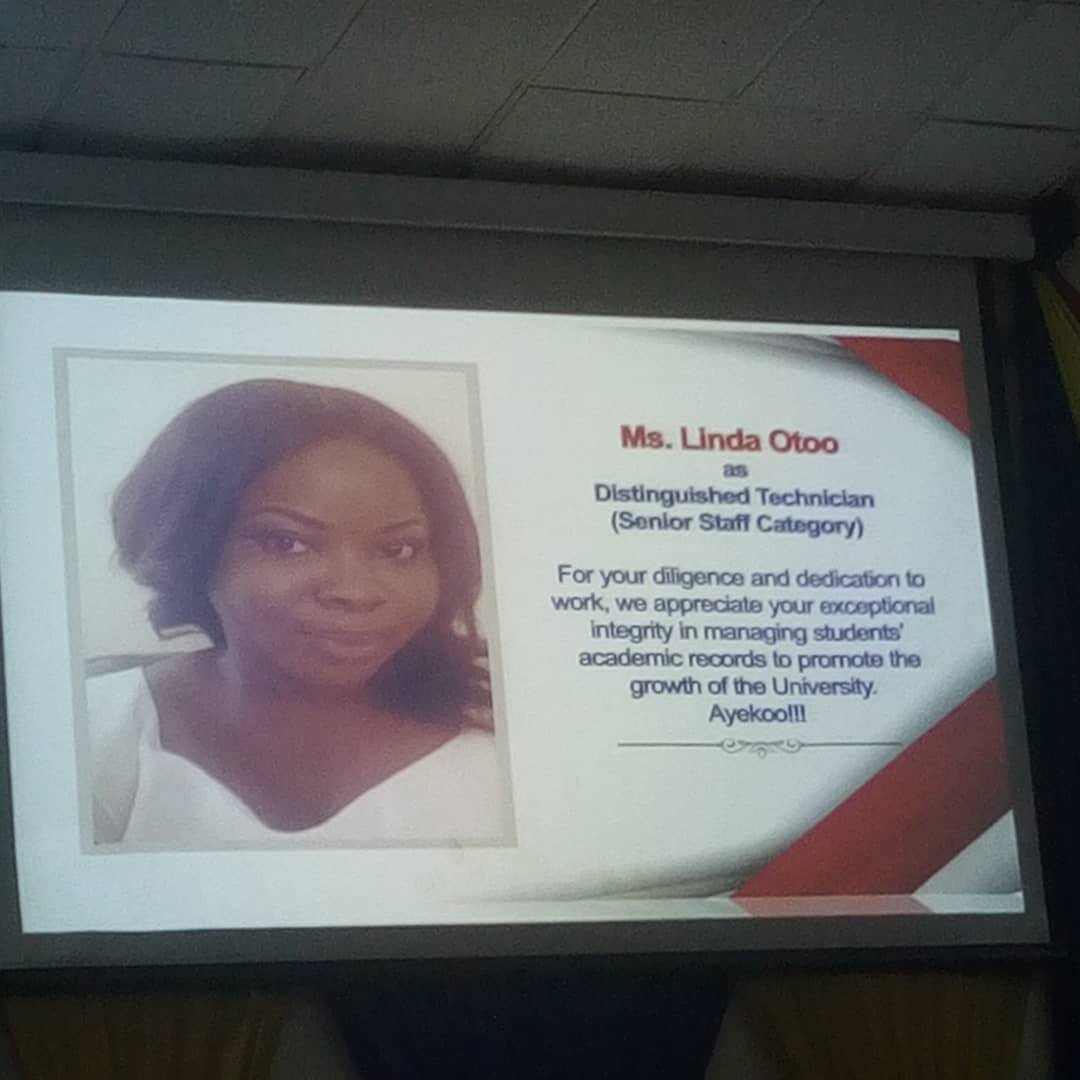 Ms. Linda Otoo
as
Distinguished Technician
(Senior Staff Category)
For your diligence and dedication to
work, we appreciate your exceptional
integrity in managing students'
academic records to promote the
growth of the University.
Ayekoo!!!